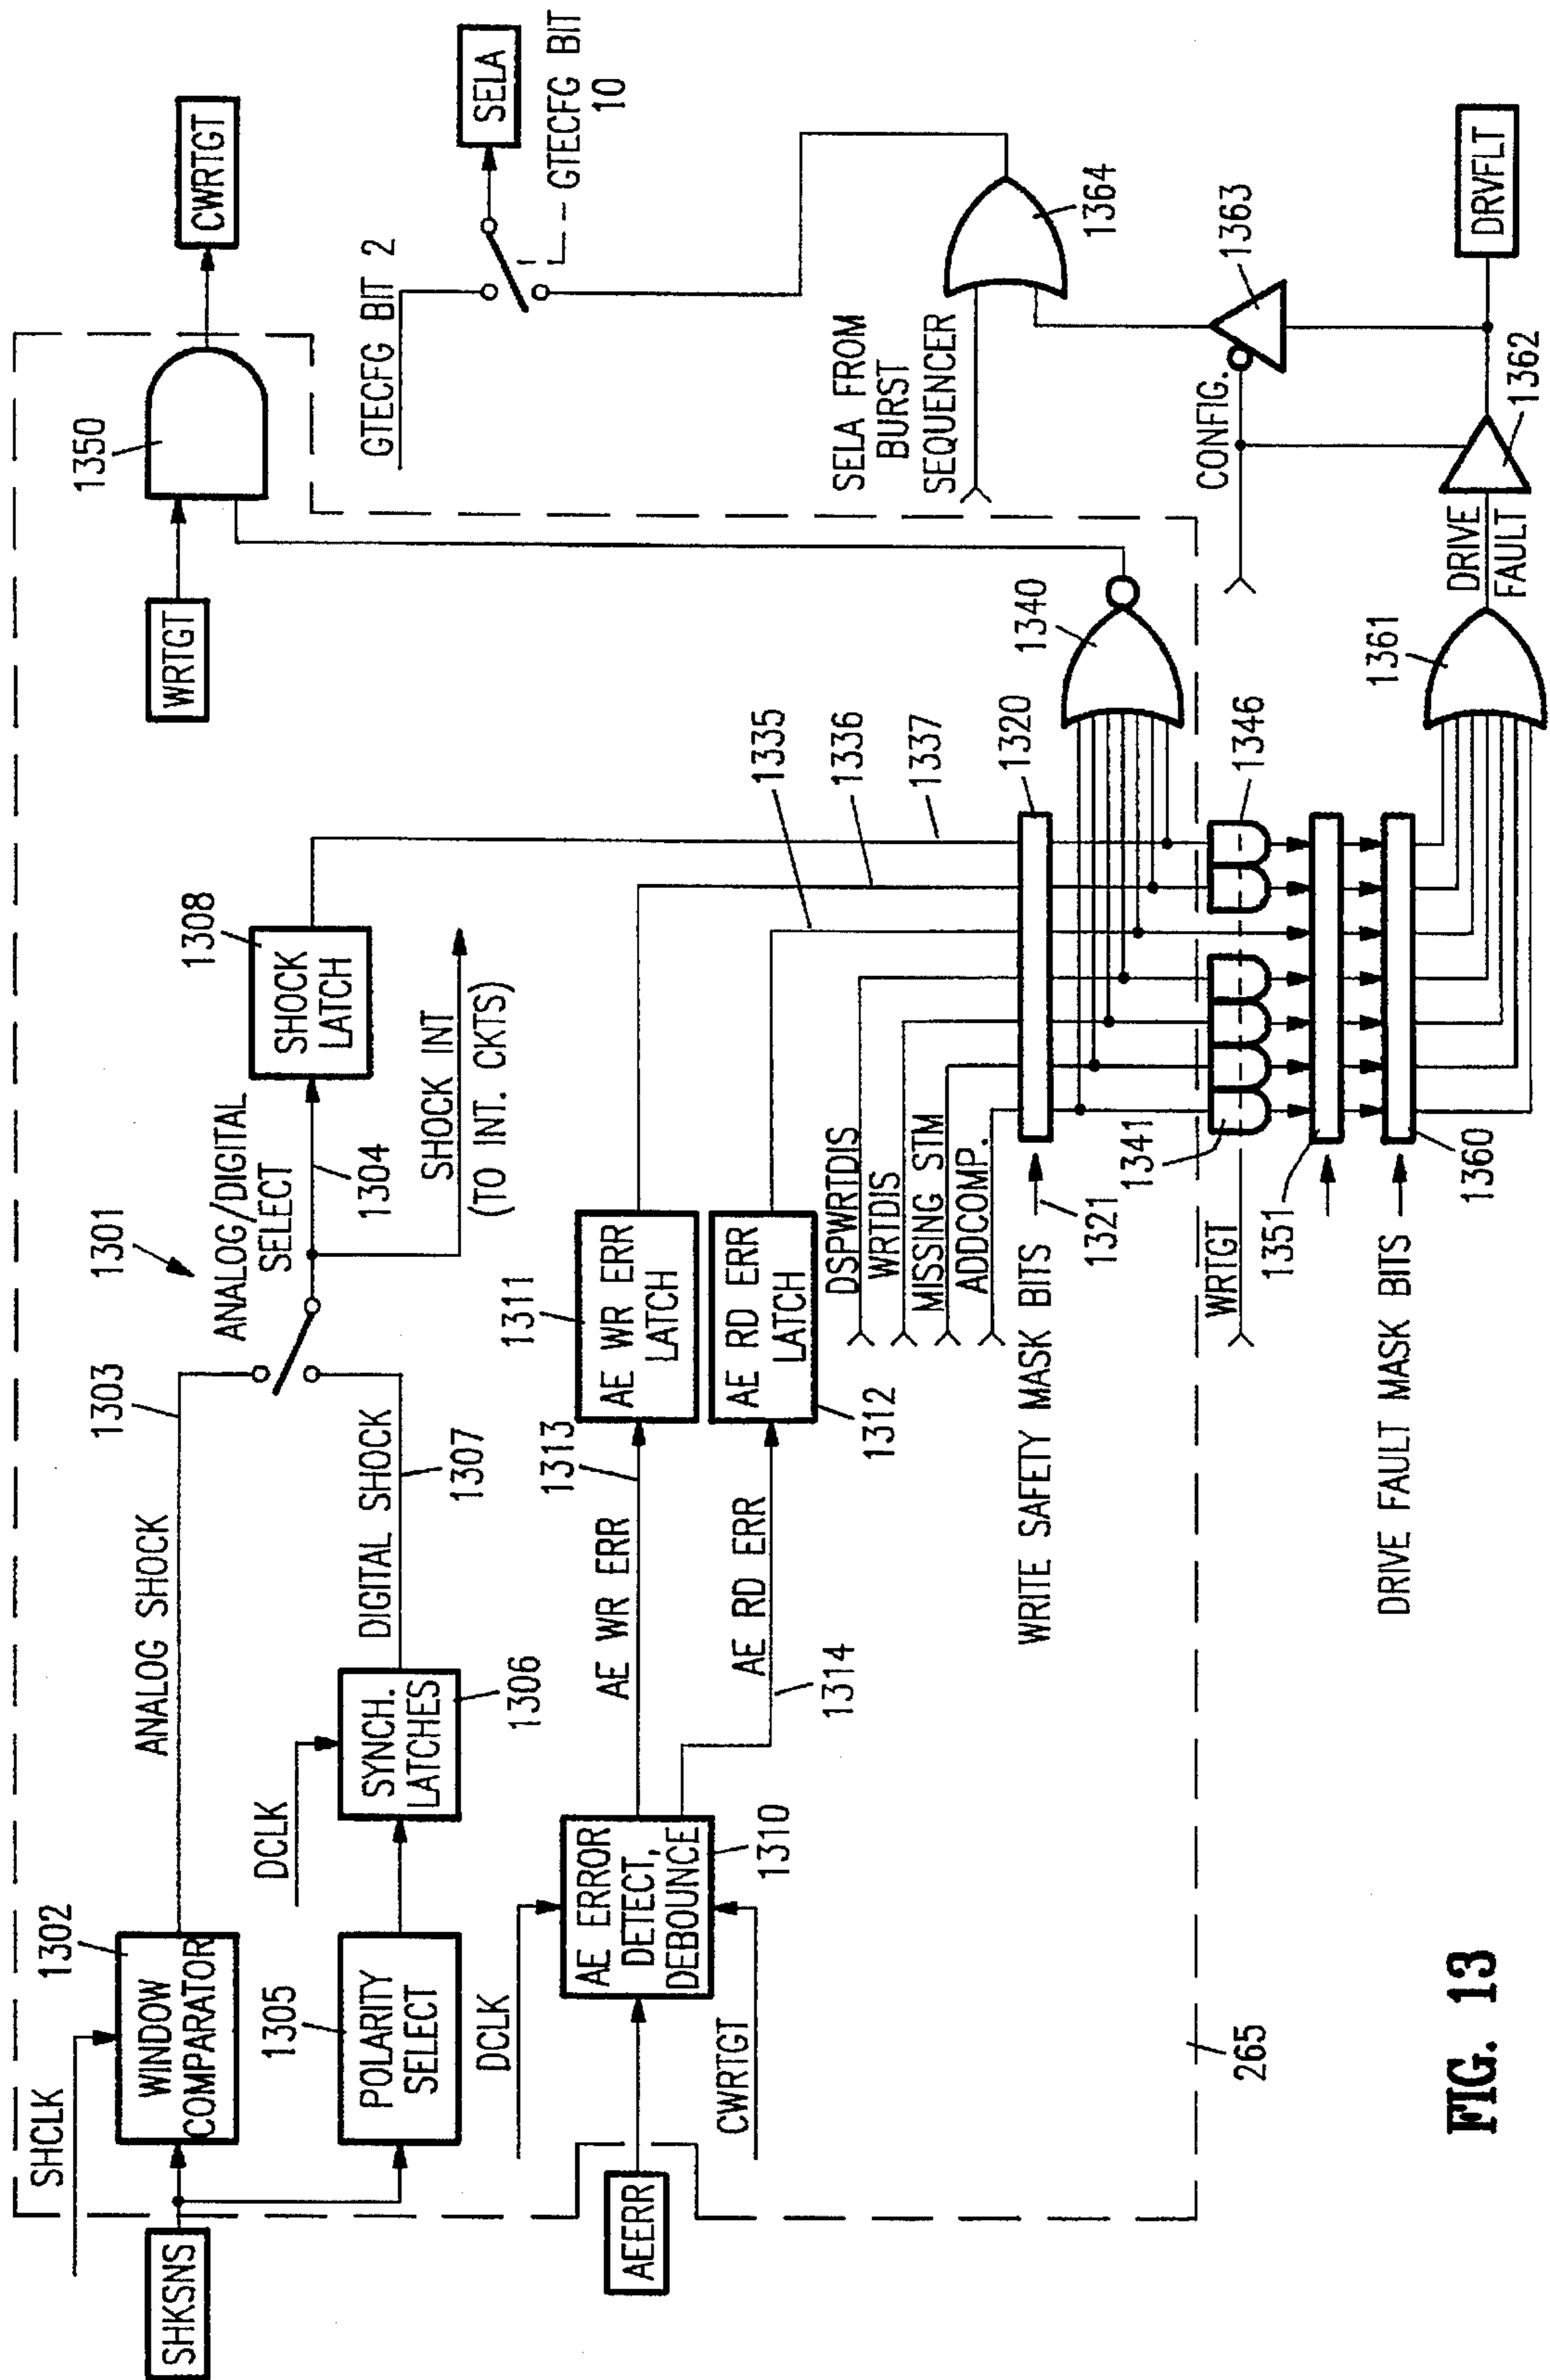 SHKSNS
SHCLK
WINDOW
COMPARATOR
1302
ANALOG SHOCK
1303
1301
ANALOG/DIGITAL
SELECT
1304
SHOCK
LATCH
1308
SHOCK INT
(TO INT. CKTS)
WRTGT
1350
CWRTGT
POLARITY
SELECT
1305
DCLK
SYNCH.
LATCHES
1306
DIGITAL SHOCK
1307
GTECFG BIT 2
SELA
GTECFG BIT
10
AEERR
DCLK
CWRTGT
AE ERROR
DETECT,
DEBOUNCE
1310
AE WR ERR
1313
AE WR ERR
LATCH
1311
AE RD ERR
1314
AE RD ERR
LATCH
1312
1335
1336
1337
DSPWRTDIS
WRTDIS
MISSING STM
ADDCOMP.
WRITE SAFETY MASK BITS
1321
1320
1340
SELA FROM
BURST
SEQUENCER
1364
265
WRTGT
1341
1346
CONFIG.
1363
1351
DRIVE FAULT MASK BITS
1360
1361
DRIVE
FAULT
1362
DRVFLT
FIG. 13